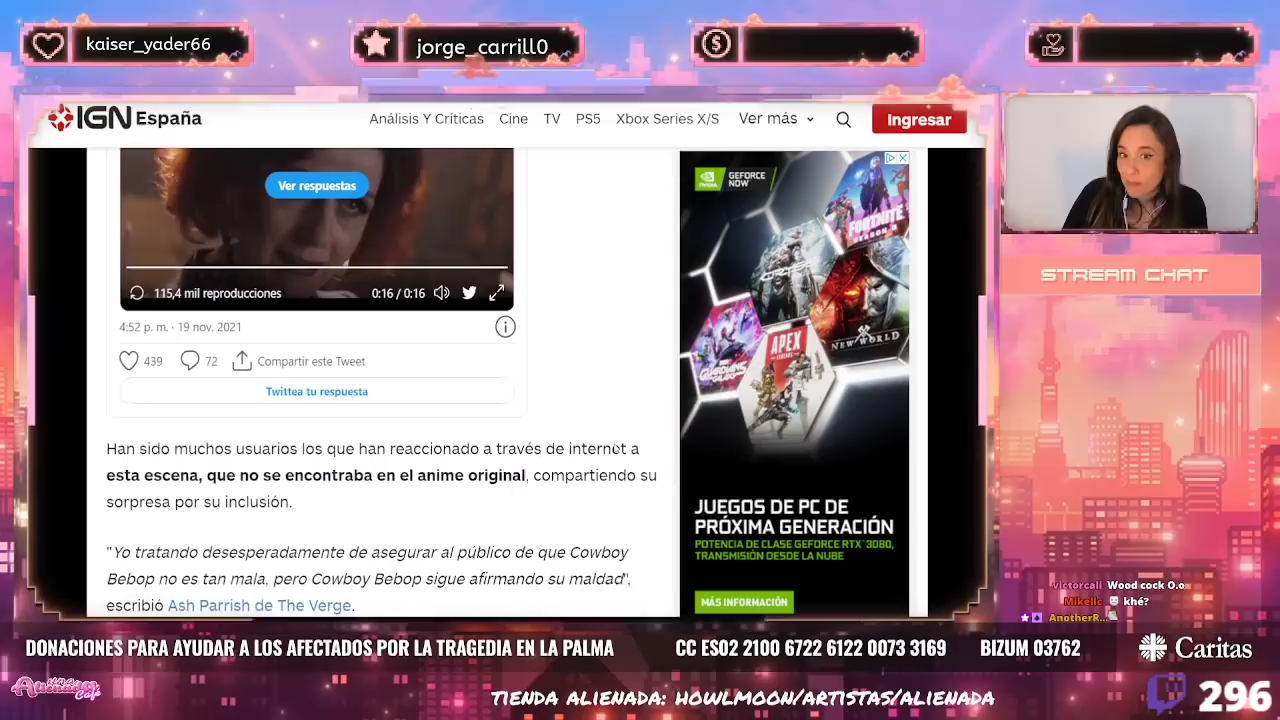 kaiser_yader66
jorge_carrill0
IGN España
Análisis Y Críticas Cine TV PS5 Xbox Series X/S Ver más
Ingresar
Ver respuestas
115,4 mil reproducciones
0:16 / 0:16
4:52 p. m. · 19 nov. 2021
439 72 Compartir este Tweet
Twittea tu respuesta
Han sido muchos usuarios los que han reaccionado a través de internet a
esta escena, que no se encontraba en el anime original, compartiendo su
sorpresa por su inclusión.
"Yo tratando desesperadamente de asegurar al público de que Cowboy
Bebop no es tan mala, pero Cowboy Bebop sigue afirmando su maldad",
escribió Ash Parrish de The Verge.
NVIDIA
GEFORCE
NOW
FORTNITE
SEASON 8
NEW WORLD
APEX
LEGENDS
GUARDIANS
JUEGOS DE PC DE
PRÓXIMA GENERACIÓN
POTENCIA DE CLASE GEFORCE RTX 3080,
TRANSMISIÓN DESDE LA NUBE
MÁS INFORMACIÓN
STREAM CHAT
victorcall Wood cock O.o
Mikellc khé?
AnotherR...
DONACIONES PARA AYUDAR A LOS AFECTADOS POR LA TRAGEDIA EN LA PALMA
CC ES02 2100 6722 6122 0073 3169
BIZUM 03762
Caritas
TIENDA ALIENADA: HOWLMOON/ARTISTAS/ALIENADA
296